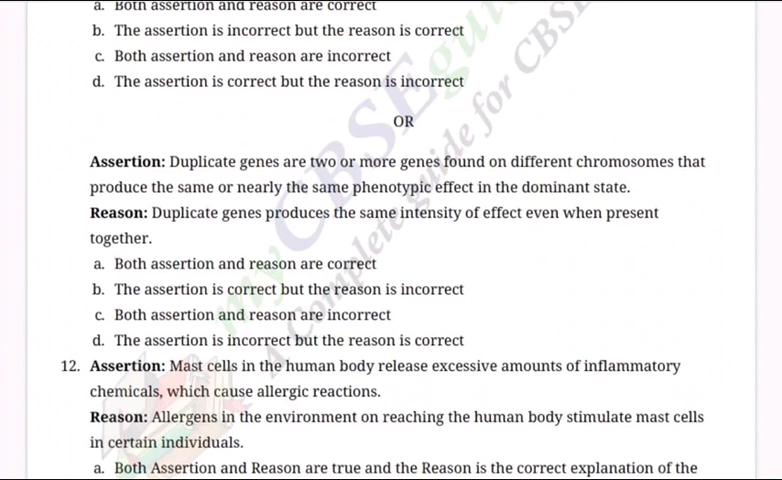 a. Both assertion and reason are correct
b. The assertion is incorrect but the reason is correct
c. Both assertion and reason are incorrect
d. The assertion is correct but the reason is incorrect
OR
Assertion: Duplicate genes are two or more genes found on different chromosomes that
produce the same or nearly the same phenotypic effect in the dominant state.
Reason: Duplicate genes produces the same intensity of effect even when present
together.
a. Both assertion and reason are correct
b. The assertion is correct but the reason is incorrect
c. Both assertion and reason are incorrect
d. The assertion is incorrect but the reason is correct
12. Assertion: Mast cells in the human body release excessive amounts of inflammatory
chemicals, which cause allergic reactions.
Reason: Allergens in the environment on reaching the human body stimulate mast cells
in certain individuals.
a. Both Assertion and Reason are true and the Reason is the correct explanation of the
myCBSEgui
A Complete guide for CBSE